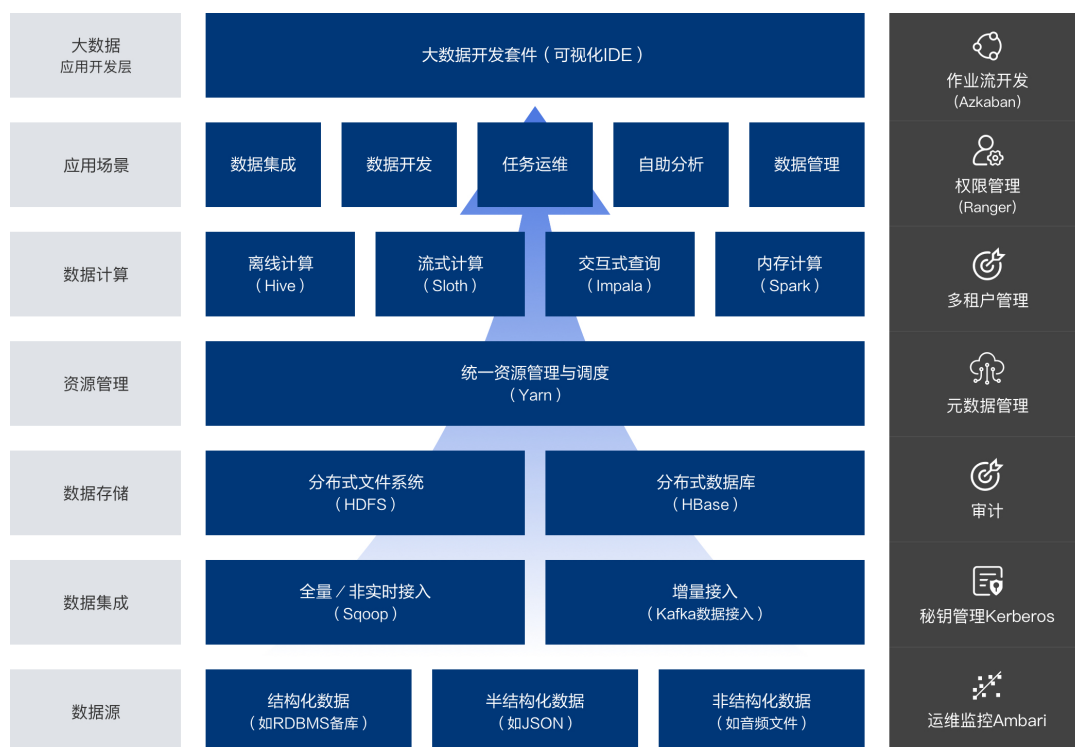 大数据
应用开发层
大数据开发套件（可视化IDE）
应用场景
数据集成
数据开发
任务运维
自助分析
数据管理
数据计算
离线计算
（Hive）
流式计算
（Sloth）
交互式查询
（Impala）
内存计算
（Spark）
资源管理
统一资源管理与调度
（Yarn）
数据存储
分布式文件系统
（HDFS）
分布式数据库
（HBase）
数据集成
全量／非实时接入
（Sqoop）
增量接入
（Kafka数据接入）
数据源
结构化数据
（如RDBMS备库）
半结构化数据
（如JSON）
非结构化数据
（如音频文件）
作业流开发
(Azkaban)
权限管理
(Ranger)
多租户管理
元数据管理
审计
秘钥管理Kerberos
运维监控Ambari